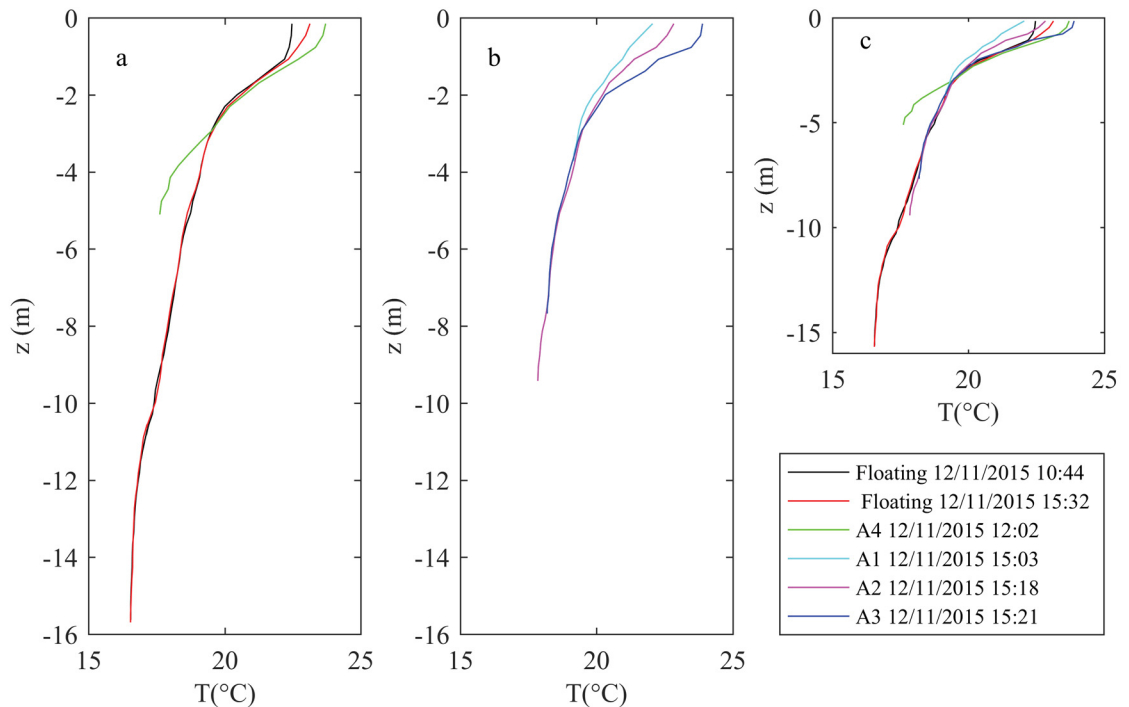 a
0
-2
-4
-6
-8
-10
-12
-14
-16
15
20
25
z (m)
T(°C)
b
0
-2
-4
-6
-8
-10
-12
-14
-16
15
20
25
z (m)
T(°C)
c
0
-5
-10
-15
15
20
25
z (m)
T(°C)
Floating 12/11/2015 10:44
Floating 12/11/2015 15:32
A4 12/11/2015 12:02
A1 12/11/2015 15:03
A2 12/11/2015 15:18
A3 12/11/2015 15:21